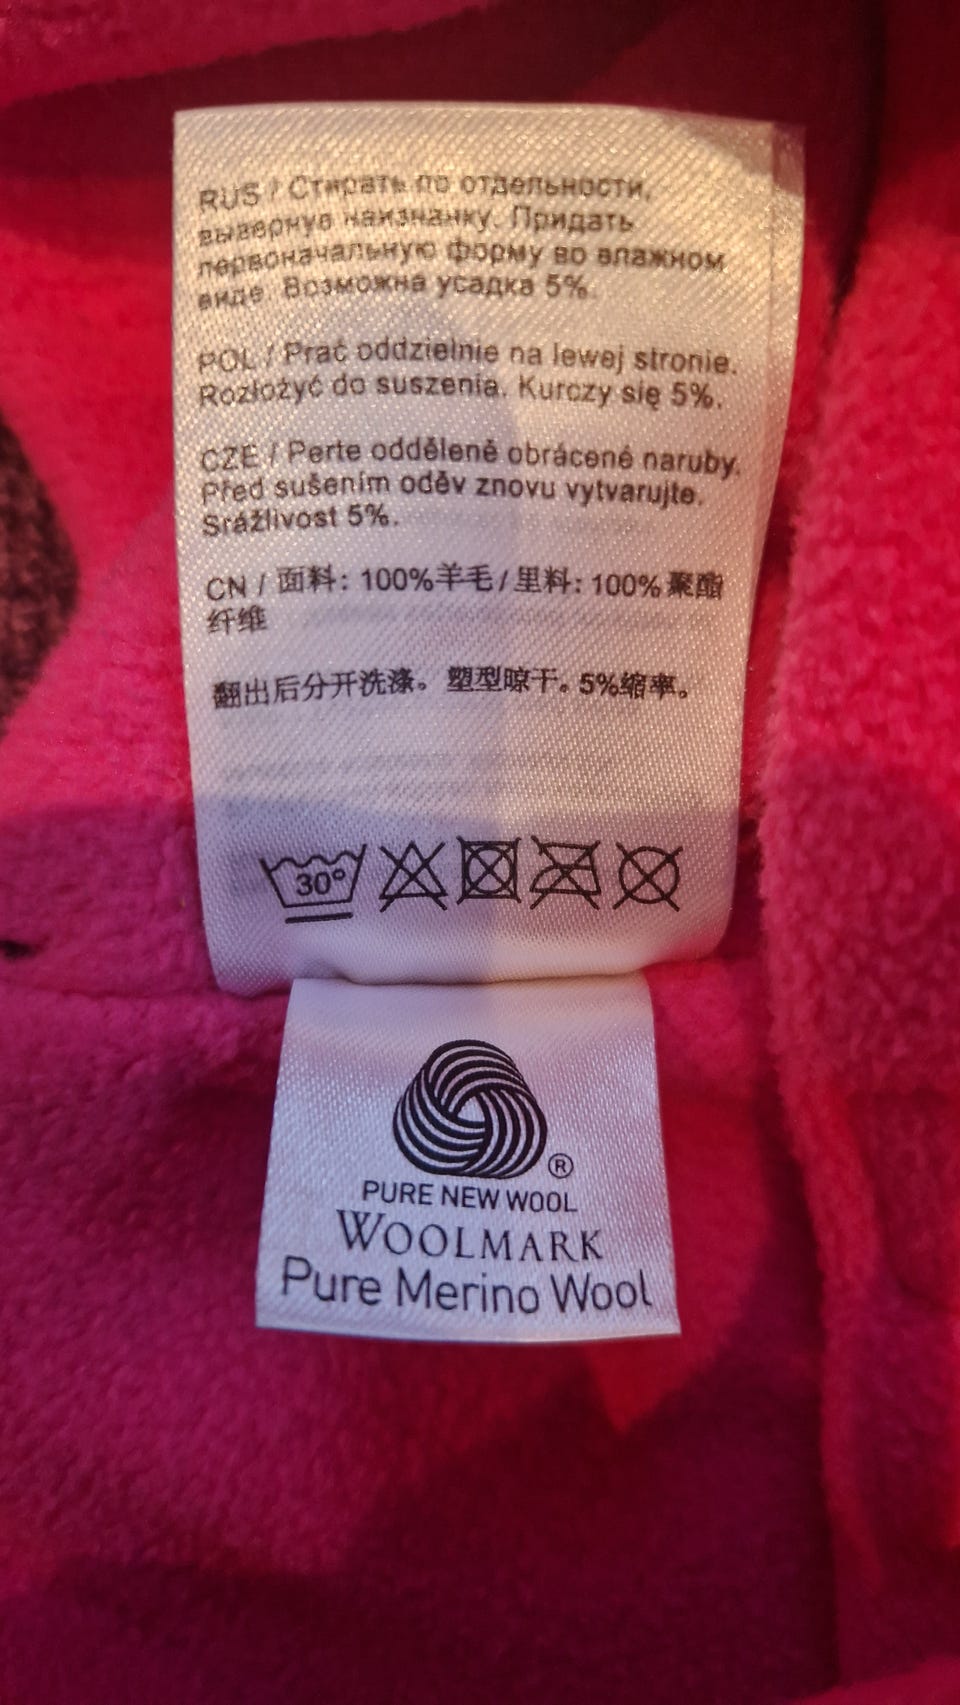 RUS / Стирать по отдельности,
вывернув наизнанку. Придать
первоначальную форму во влажном
виде. Возможна усадка 5%.
POL / Prać oddzielnie na lewej stronie.
Rozłożyć do suszenia. Kurczy się 5%.
CZE / Perte odděleně obrácené naruby.
Před sušením oděv znovu vytvarujte.
Srážlivost 5%.
CN / 面料: 100%羊毛 / 里料: 100% 聚酯
纤维
翻出后分开洗涤。塑型晾干。5%缩率。
30°
®
PURE NEW WOOL
WOOLMARK
Pure Merino Wool